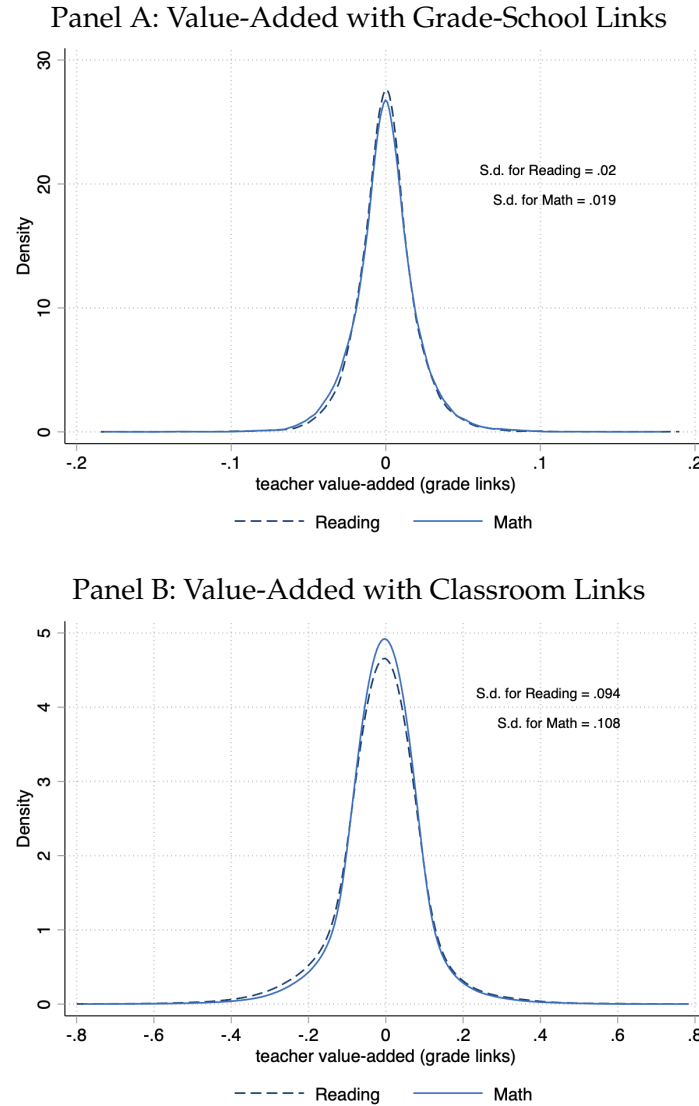 Panel A: Value-Added with Grade-School Links
30
20
10
0
Density
S.d. for Reading = .02
S.d. for Math = .019
-.2 -.1 0 .1 .2
teacher value-added (grade links)
Reading Math
Panel B: Value-Added with Classroom Links
5
4
3
2
1
0
Density
S.d. for Reading = .094
S.d. for Math = .108
-.8 -.6 -.4 -.2 0 .2 .4 .6 .8
teacher value-added (grade links)
Reading Math